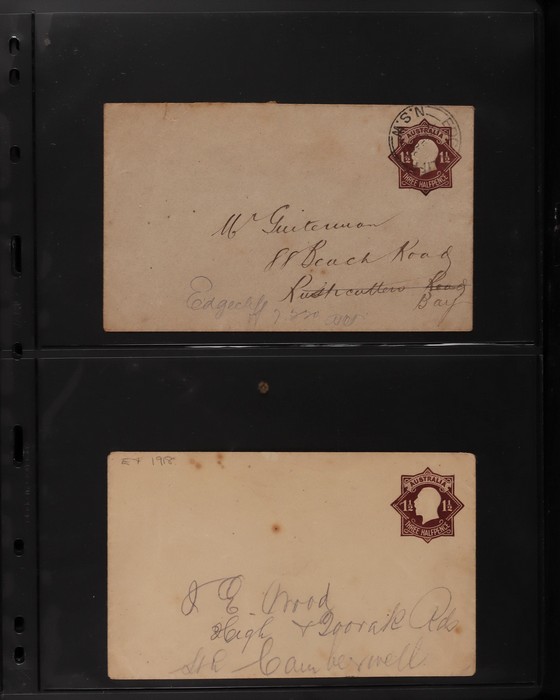 N.S.W
AUSTRALIA
1½ 1½
THREE HALFPENCE
Mr Guiterman
88 Beach Road
Rushcutters Road
Bay
Edgecliff
EX 1918
AUSTRALIA
1½ 1½
THREE HALFPENCE
J E. Wood
High & Toorak Rds
Camberwell